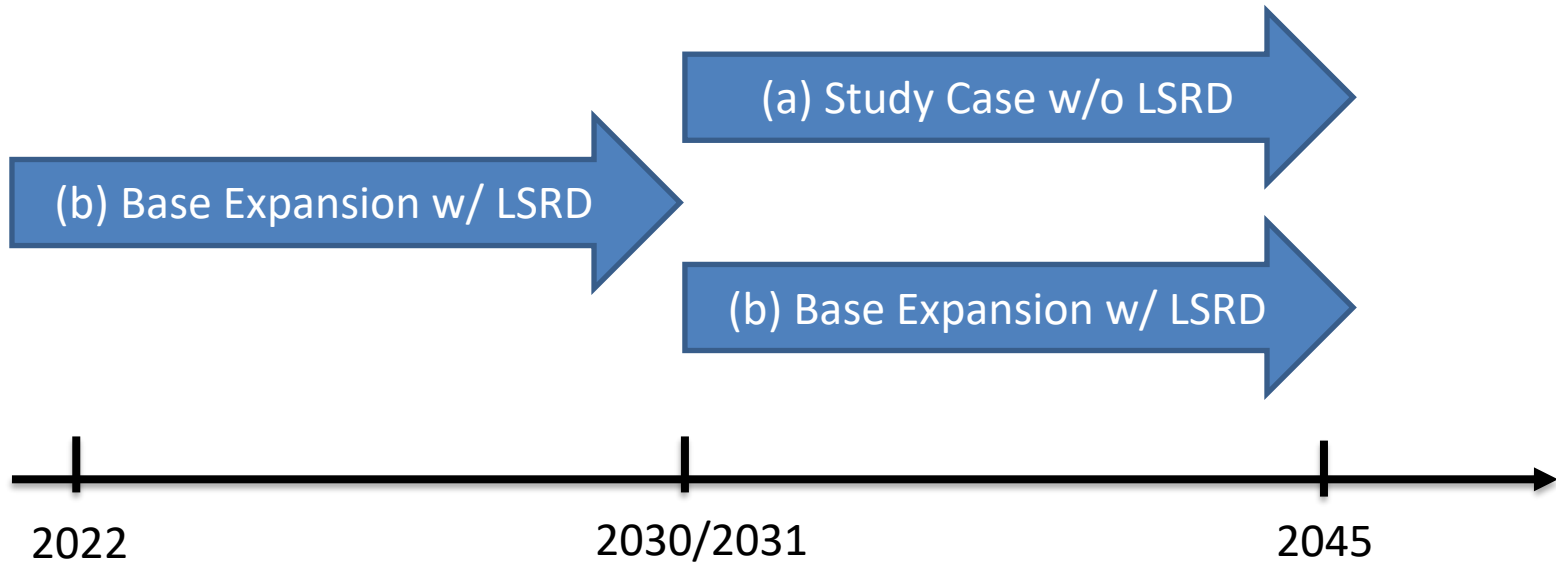 (a) Study Case w/o LSRD
(b) Base Expansion w/ LSRD
(b) Base Expansion w/ LSRD
2022
2030/2031
2045